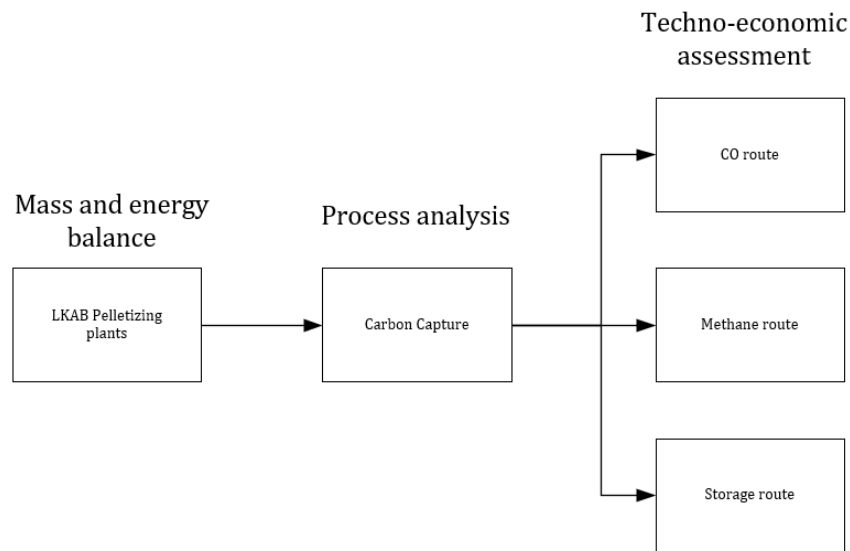 Techno-economic
assessment
CO route
Mass and energy
balance
Process analysis
LKAB Pelletizing
plants
Carbon Capture
Methane route
Storage route